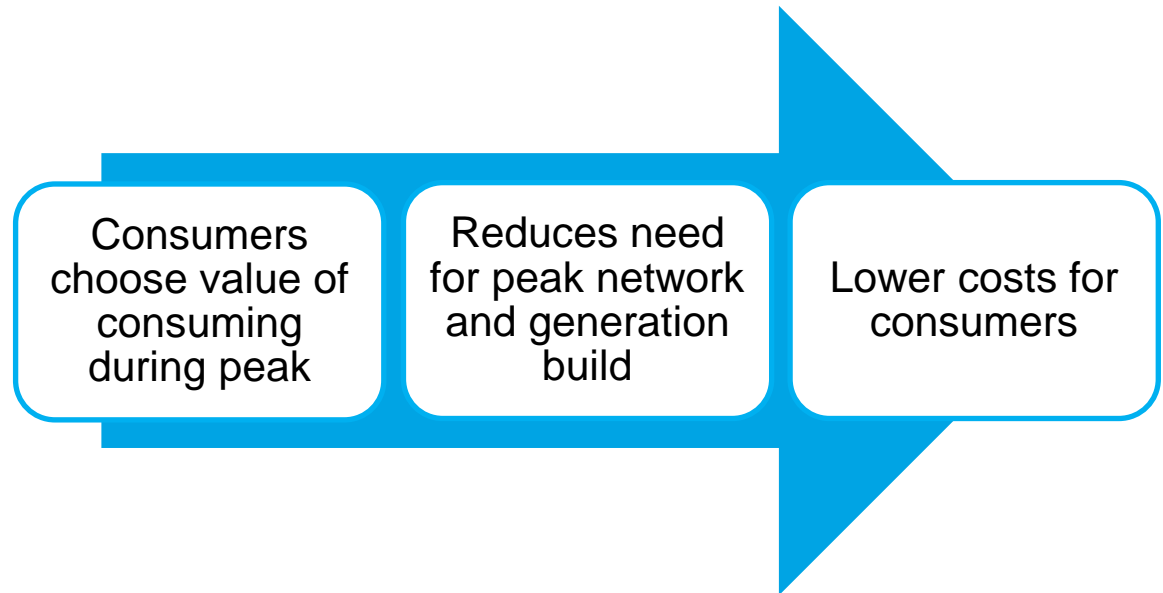 Consumers
choose value of
consuming
during peak
Reduces need
for peak network
and generation
build
Lower costs for
consumers